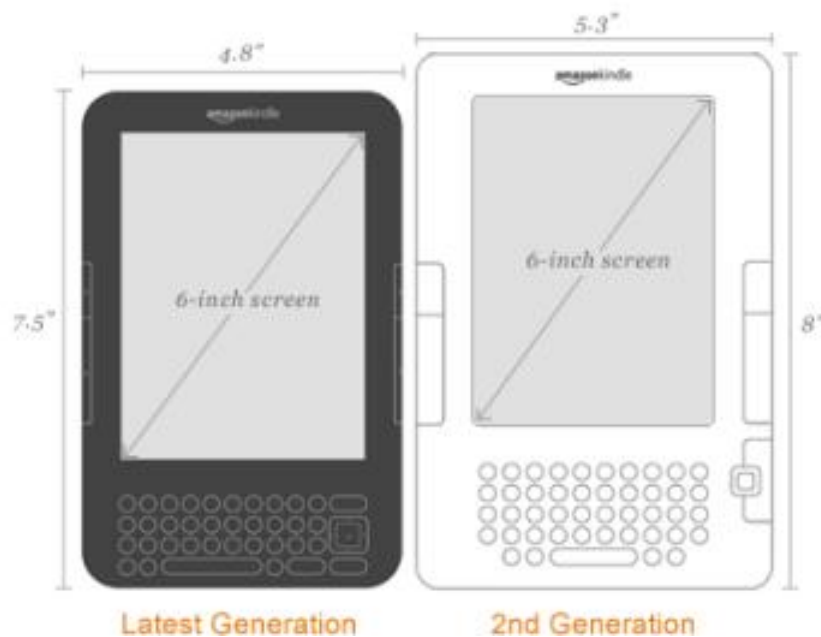 4.8"
5.3"
amazonkindle
amazonkindle
6-inch screen
6-inch screen
7.5"
8"
Latest Generation
2nd Generation